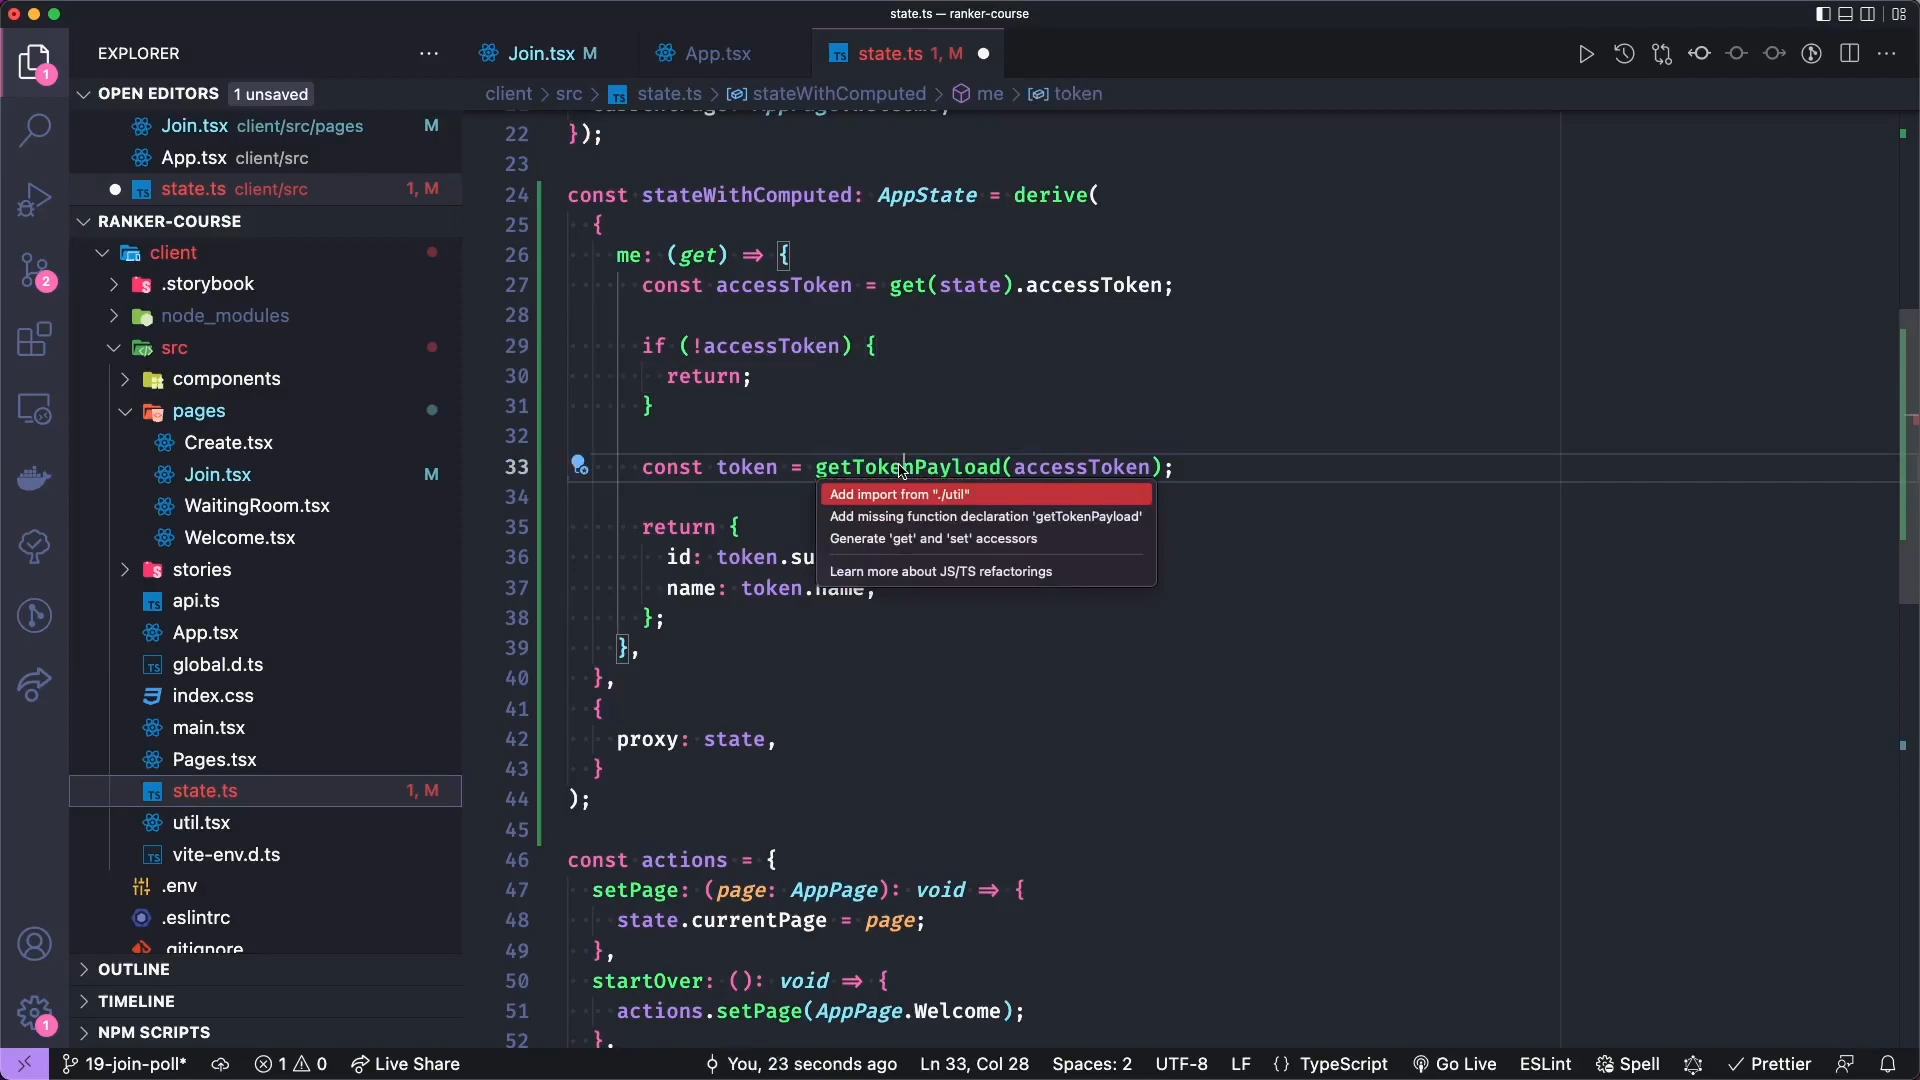 state.ts — ranker-course
EXPLORER
Join.tsx M
App.tsx
state.ts 1, M
OPEN EDITORS 1 unsaved
Join.tsx client/src/pages M
App.tsx client/src
state.ts client/src 1, M
RANKER-COURSE
client
.storybook
node_modules
src
components
pages
Create.tsx
Join.tsx M
WaitingRoom.tsx
Welcome.tsx
stories
api.ts
App.tsx
global.d.ts
index.css
main.tsx
Pages.tsx
state.ts 1, M
util.tsx
vite-env.d.ts
.env
.eslintrc
.gitignore
OUTLINE
TIMELINE
NPM SCRIPTS
client > src > state.ts > stateWithComputed > me > token
22 });
23
24 const stateWithComputed: AppState = derive(
25 {
26 me: (get) => {
27 const accessToken = get(state).accessToken;
28
29 if (!accessToken) {
30 return;
31 }
32
33 const token = getTokenPayload(accessToken);
34
35 return {
36 id: token.su
37 name: token.name,
38 };
39 },
40 },
41 {
42 proxy: state,
43 }
44 );
45
46 const actions = {
47 setPage: (page: AppPage): void => {
48 state.currentPage = page;
49 },
50 startOver: (): void => {
51 actions.setPage(AppPage.Welcome);
52 },
Add import from "./util"
Add missing function declaration 'getTokenPayload'
Generate 'get' and 'set' accessors
Learn more about JS/TS refactorings
1
2
1
19-join-poll* 1 0 Live Share You, 23 seconds ago Ln 33, Col 28 Spaces: 2 UTF-8 LF {} TypeScript Go Live ESLint Spell Prettier